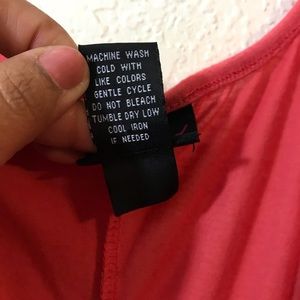 MACHINE WASH
COLD WITH
LIKE COLORS
GENTLE CYCLE
DO NOT BLEACH
TUMBLE DRY LOW
COOL IRON
IF NEEDED